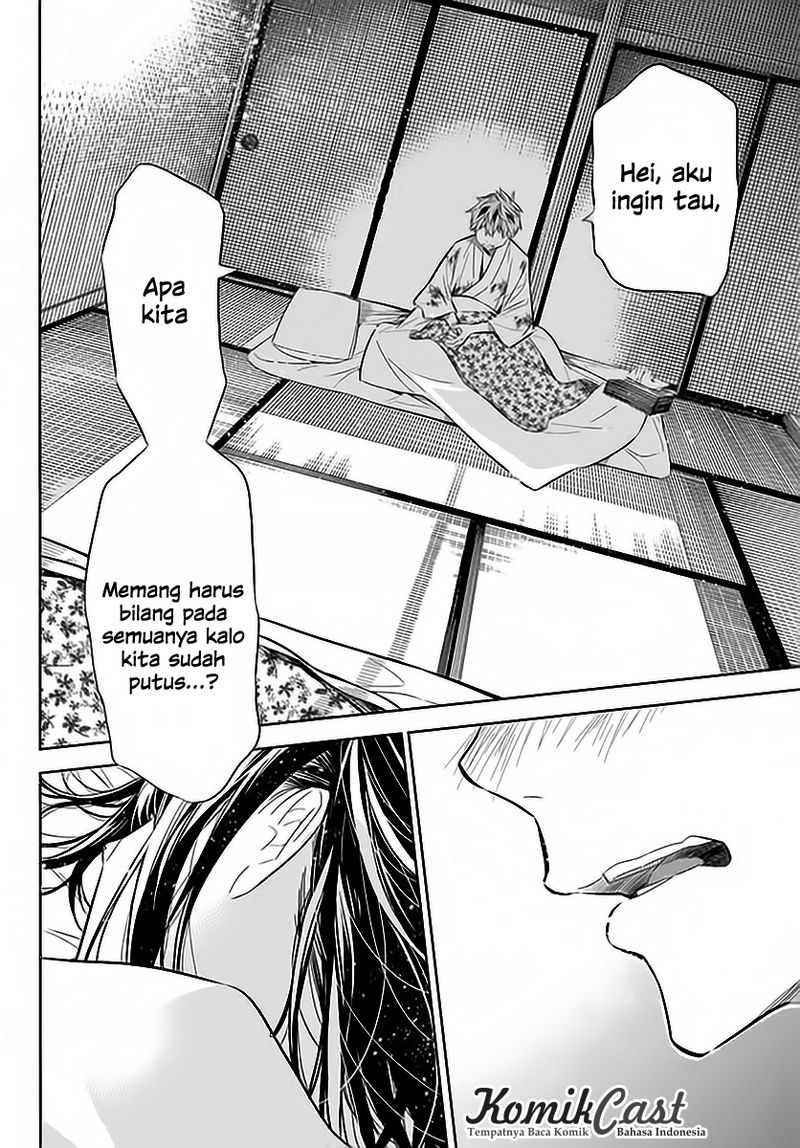 Hei, aku
ingin tau,
Apa
kita
Memang harus
bilang pada
semuanya kalo
kita sudah
putus...?
KomikCast
Tempatnya Baca Komik Bahasa Indonesia